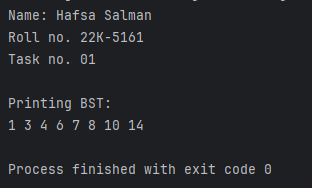 Name: Hafsa Salman
Roll no. 22K-5161
Task no. 01
Printing BST:
1 3 4 6 7 8 10 14
Process finished with exit code 0